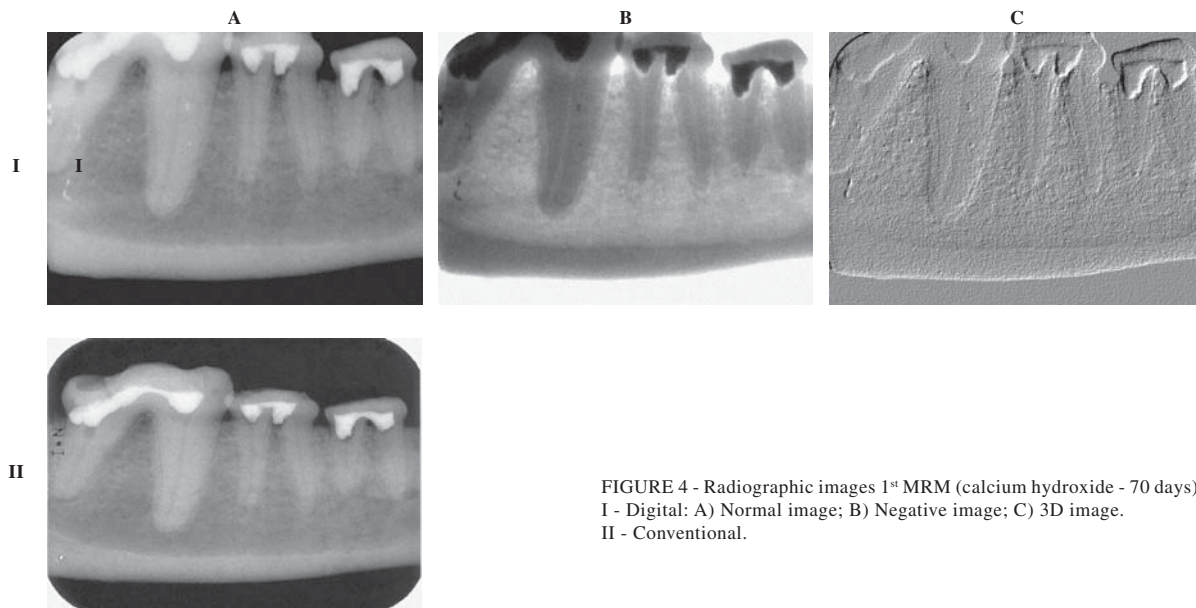 A B C
I
I
II
I•N
FIGURE 4 - Radiographic images 1st MRM (calcium hydroxide - 70 days)
I - Digital: A) Normal image; B) Negative image; C) 3D image.
II - Conventional.